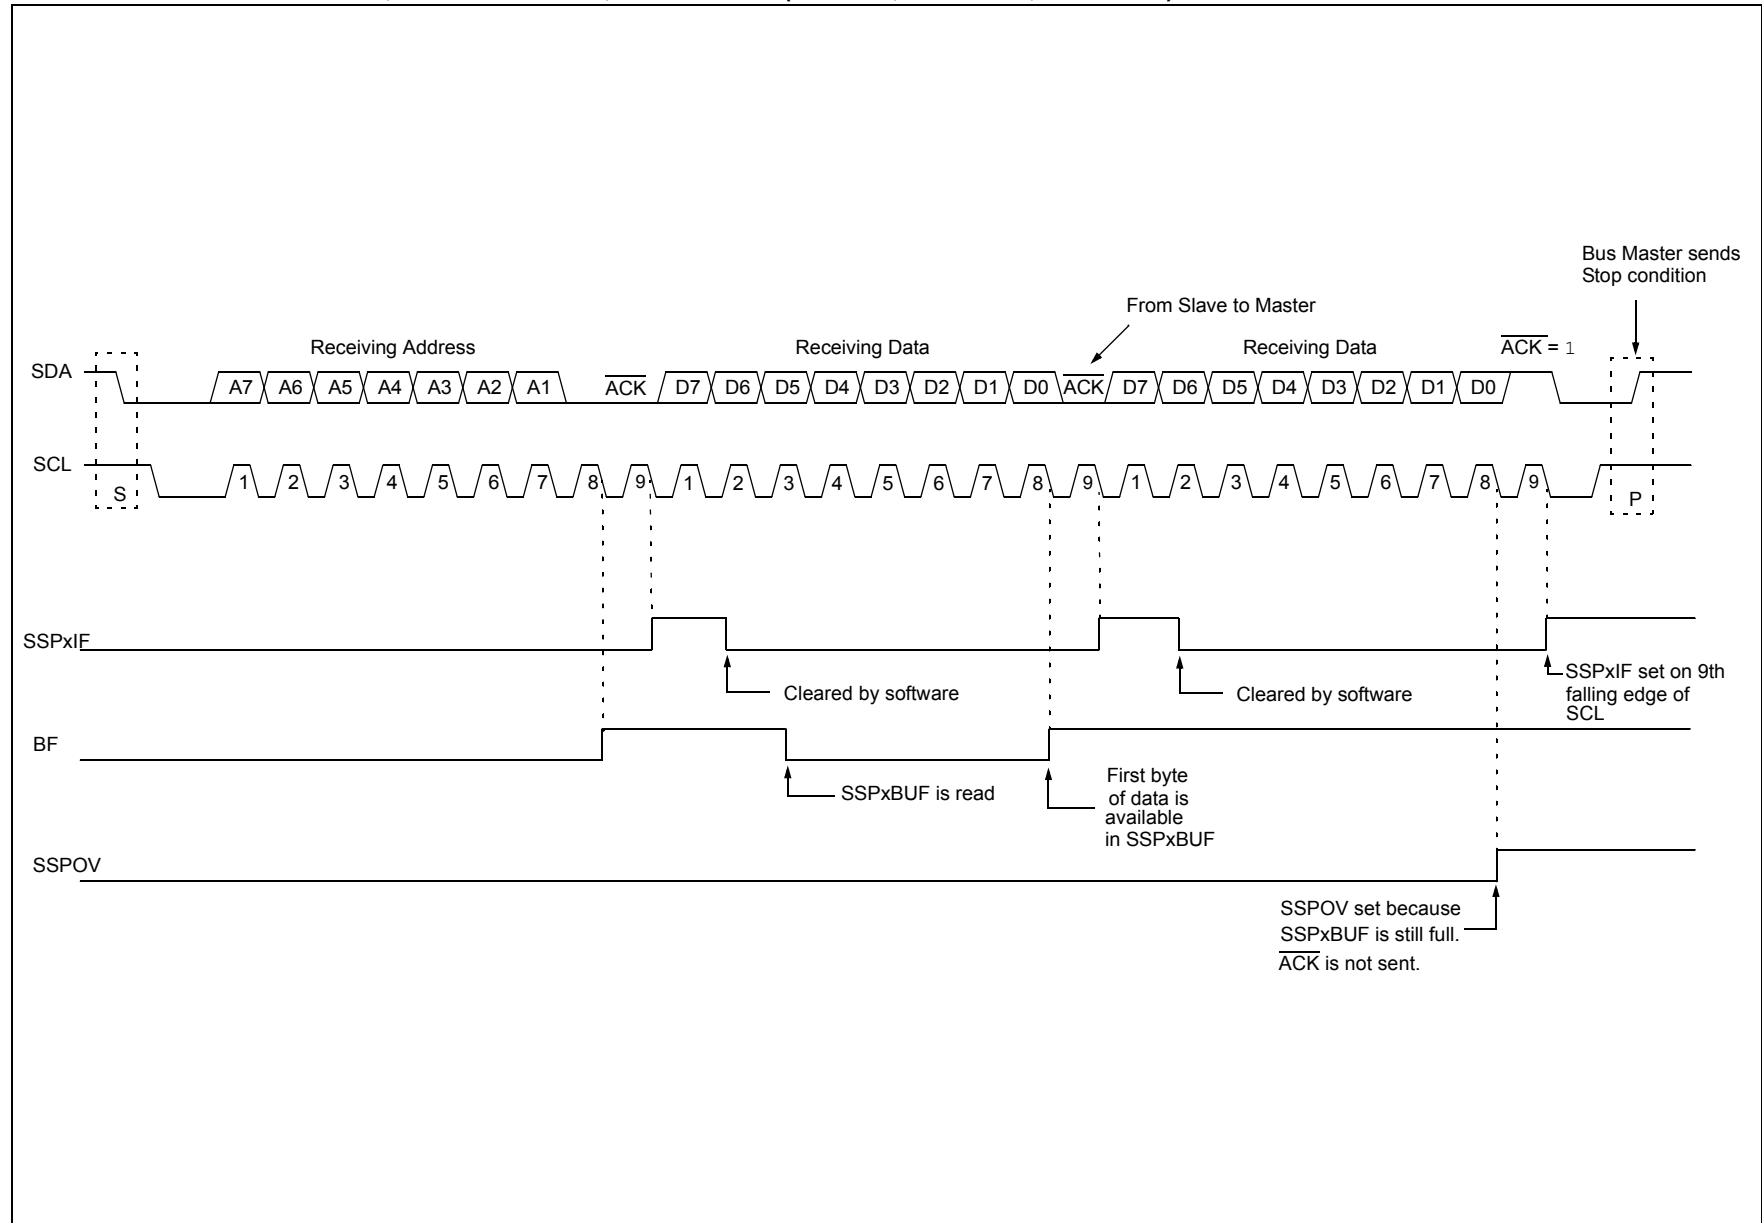 Bus Master sends
Stop condition
From Slave to Master
Receiving Address
Receiving Data
Receiving Data
ACK = 1
SDA
A7 A6 A5 A4 A3 A2 A1 ACK D7 D6 D5 D4 D3 D2 D1 D0 ACK D7 D6 D5 D4 D3 D2 D1 D0
SCL
S
1 2 3 4 5 6 7 8 9 1 2 3 4 5 6 7 8 9 1 2 3 4 5 6 7 8 9
P
SSPxIF
Cleared by software
Cleared by software
SSPxIF set on 9th
falling edge of
SCL
BF
SSPxBUF is read
First byte
of data is
available
in SSPxBUF
SSPOV
SSPOV set because
SSPxBUF is still full.
ACK is not sent.